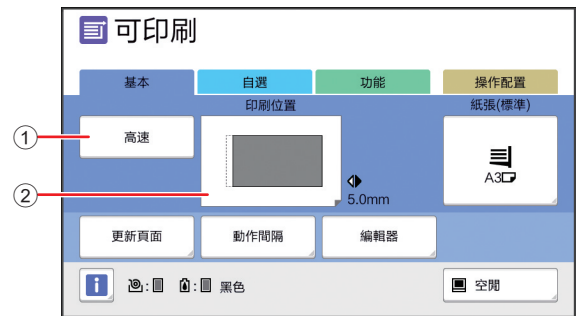 可印刷
基本 自選 功能 操作配置
印刷位置 紙張(標準)
① 高速
A3
② 5.0mm
更新頁面 動作間隔 編輯器
i : : 黑色 空閒